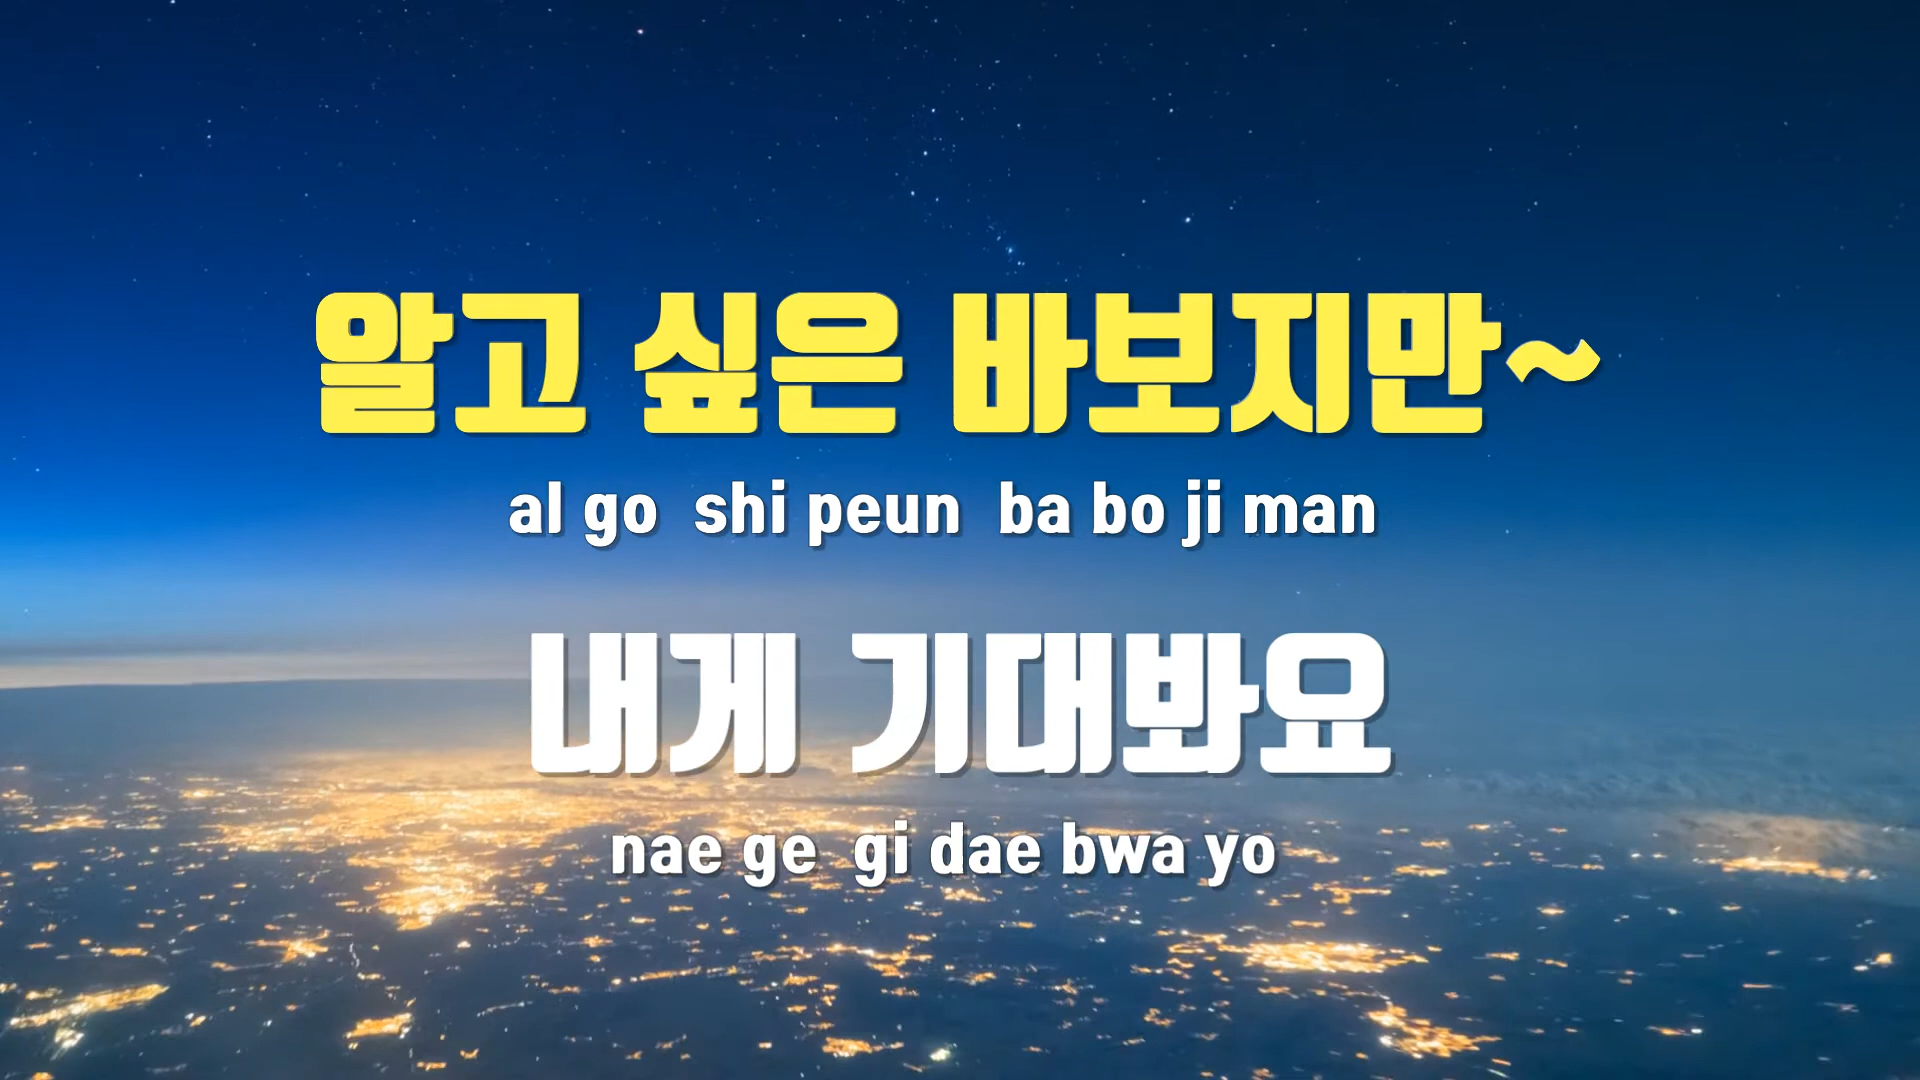 알고 싶은 바보지만~
al go shi peun ba bo ji man
내게 기대봐요
nae ge gi dae bwa yo